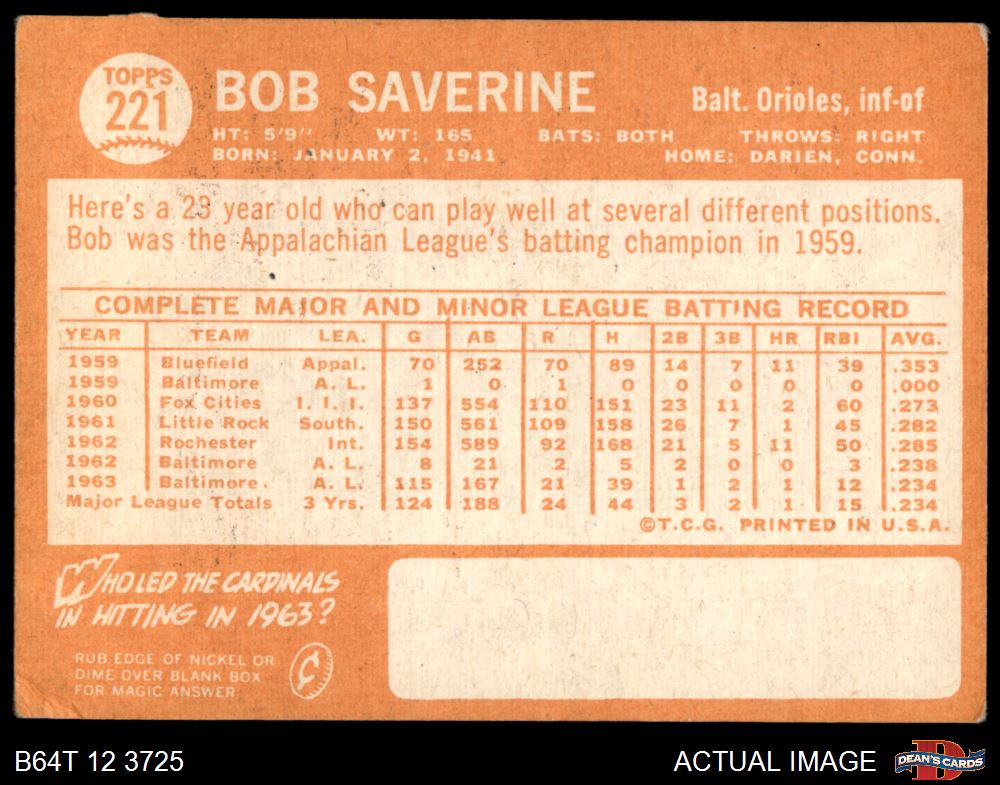 TOPPS
221
BOB SAVERINE
Balt. Orioles, inf-of
HT: 5'9" WT: 165 BATS: BOTH THROWS: RIGHT
BORN: JANUARY 2, 1941 HOME: DARIEN, CONN.
Here's a 23 year old who can play well at several different positions.
Bob was the Appalachian League's batting champion in 1959.
COMPLETE MAJOR AND MINOR LEAGUE BATTING RECORD
YEAR TEAM LEA. G AB R H 2B 3B HR RBI AVG.
1959 Bluefield Appal. 70 252 70 89 14 7 11 39 .353
1959 Baltimore A. L. 1 0 1 0 0 0 0 0 .000
1960 Fox Cities I. I. I. 137 554 110 151 23 11 2 60 .273
1961 Little Rock South. 150 561 109 158 26 7 1 45 .282
1962 Rochester Int. 154 589 92 168 21 5 11 50 .285
1962 Baltimore A. L. 8 21 2 5 2 0 0 3 .238
1963 Baltimore. A. L. 115 167 21 39 1 2 1 12 .234
Major League Totals 3 Yrs. 124 188 24 44 3 2 1 15 .234
©T.C.G. PRINTED IN U.S.A.
WHO LED THE CARDINALS
IN HITTING IN 1963?
RUB EDGE OF NICKEL OR
DIME OVER BLANK BOX
FOR MAGIC ANSWER
¢
B64T 12 3725
ACTUAL IMAGE
D
DEAN'S CARDS